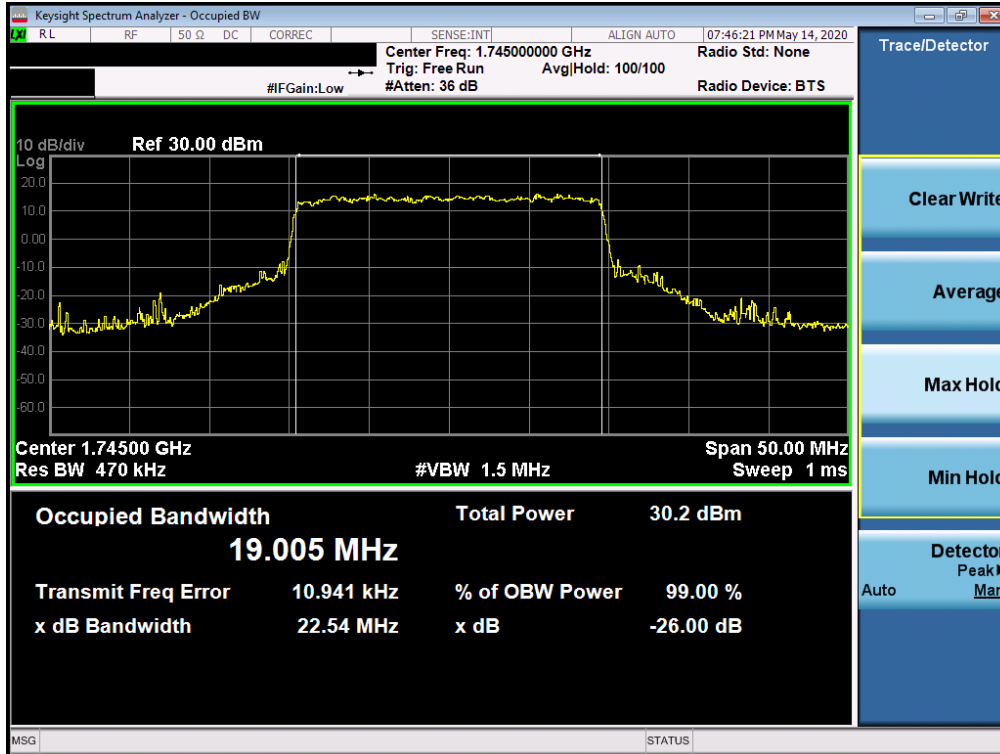 Keysight Spectrum Analyzer - Occupied BW
LXI RL RF 50 Ω DC CORREC SENSE:INT ALIGN AUTO 07:46:21 PM May 14, 2020
Center Freq: 1.745000000 GHz Radio Std: None
Trig: Free Run Avg|Hold: 100/100
#IFGain:Low #Atten: 36 dB Radio Device: BTS
Trace/Detector
10 dB/div Ref 30.00 dBm
Log
20.0
10.0
0.00
-10.0
-20.0
-30.0
-40.0
-50.0
-60.0
Center 1.74500 GHz Span 50.00 MHz
Res BW 470 kHz #VBW 1.5 MHz Sweep 1 ms
Occupied Bandwidth Total Power 30.2 dBm
19.005 MHz
Transmit Freq Error 10.941 kHz % of OBW Power 99.00 %
x dB Bandwidth 22.54 MHz x dB -26.00 dB
Clear Write
Average
Max Hold
Min Hold
Detector
Peak
Auto Man
MSG STATUS